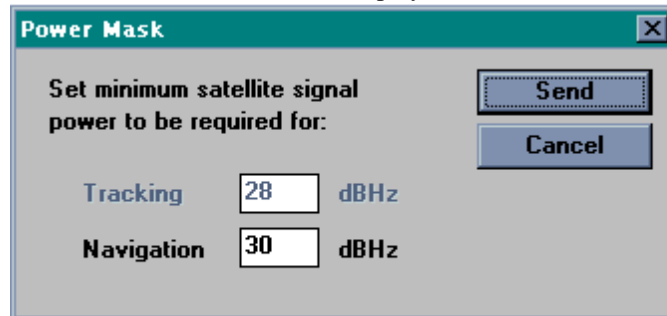 Power Mask
Set minimum satellite signal
power to be required for:
Send
Cancel
Tracking 28 dBHz
Navigation 30 dBHz